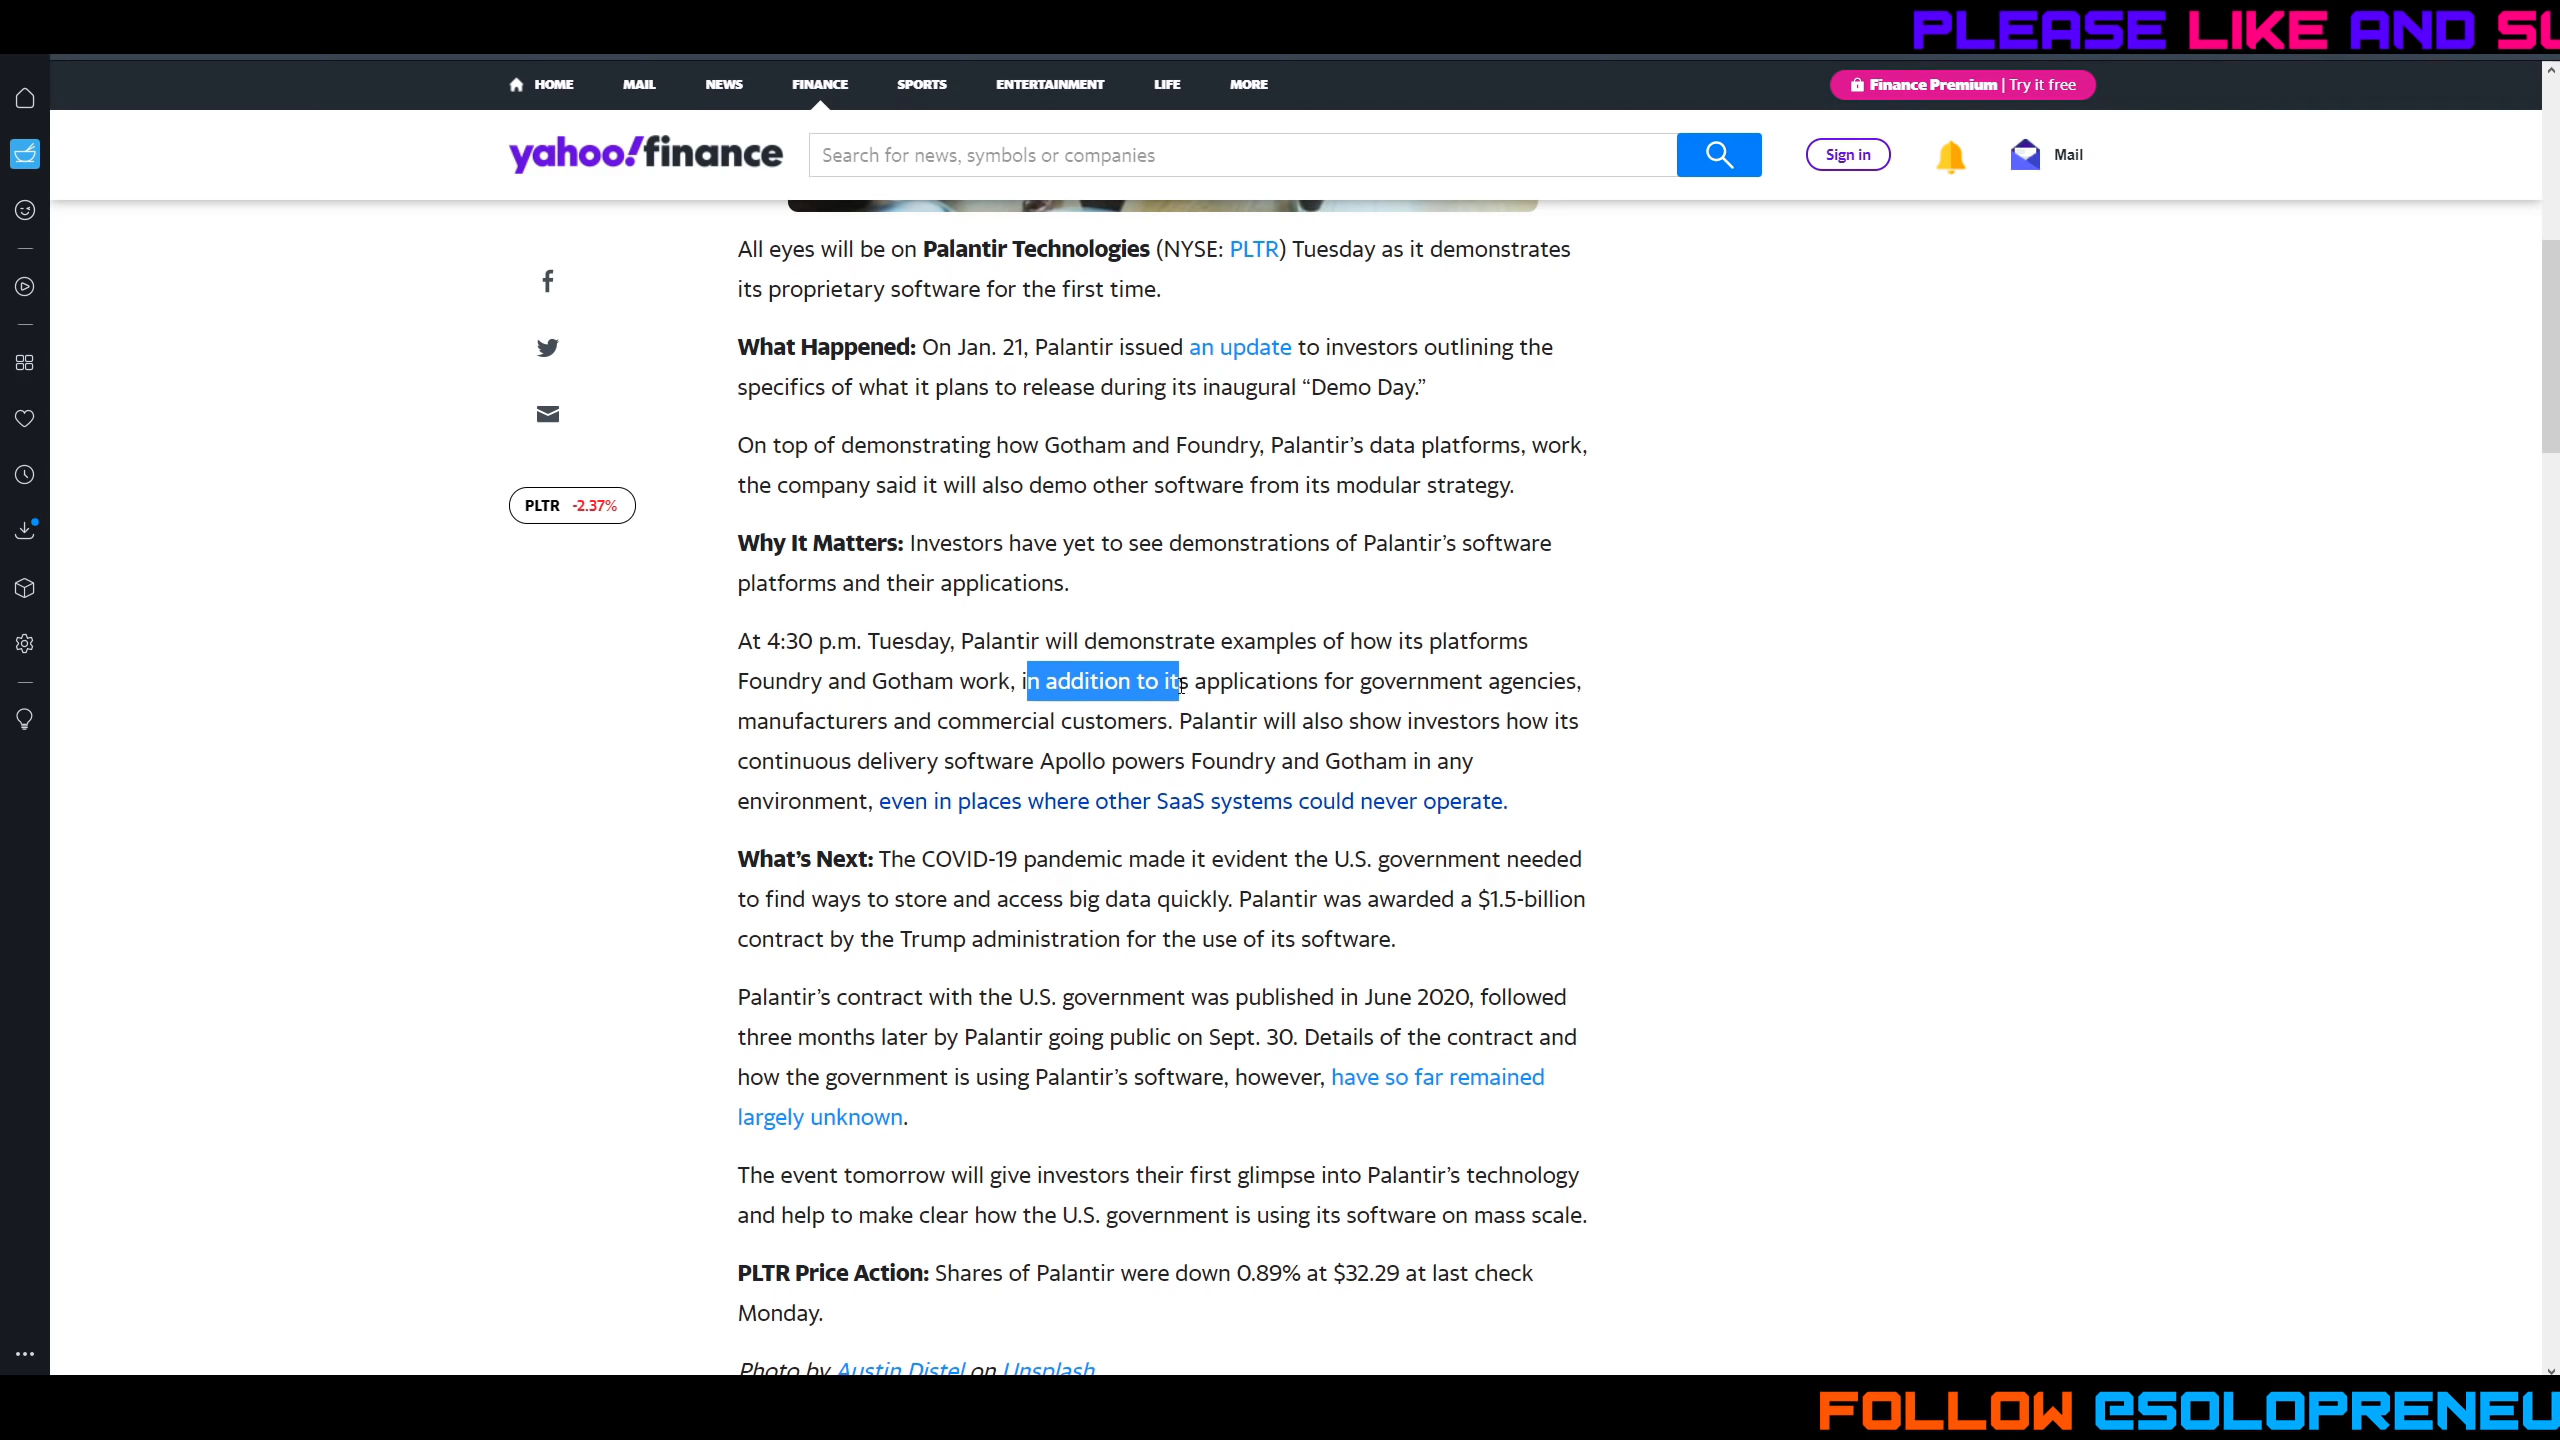 PLEASE LIKE AND SU
HOME MAIL NEWS FINANCE SPORTS ENTERTAINMENT LIFE MORE Finance Premium | Try it free
yahoo!finance Search for news, symbols or companies Sign in Mail
All eyes will be on Palantir Technologies (NYSE: PLTR) Tuesday as it demonstrates
its proprietary software for the first time.
What Happened: On Jan. 21, Palantir issued an update to investors outlining the
specifics of what it plans to release during its inaugural “Demo Day.”
On top of demonstrating how Gotham and Foundry, Palantir’s data platforms, work,
the company said it will also demo other software from its modular strategy.
PLTR -2.37%
Why It Matters: Investors have yet to see demonstrations of Palantir’s software
platforms and their applications.
At 4:30 p.m. Tuesday, Palantir will demonstrate examples of how its platforms
Foundry and Gotham work, in addition to its applications for government agencies,
manufacturers and commercial customers. Palantir will also show investors how its
continuous delivery software Apollo powers Foundry and Gotham in any
environment, even in places where other SaaS systems could never operate.
What’s Next: The COVID-19 pandemic made it evident the U.S. government needed
to find ways to store and access big data quickly. Palantir was awarded a $1.5-billion
contract by the Trump administration for the use of its software.
Palantir’s contract with the U.S. government was published in June 2020, followed
three months later by Palantir going public on Sept. 30. Details of the contract and
how the government is using Palantir’s software, however, have so far remained
largely unknown.
The event tomorrow will give investors their first glimpse into Palantir’s technology
and help to make clear how the U.S. government is using its software on mass scale.
PLTR Price Action: Shares of Palantir were down 0.89% at $32.29 at last check
Monday.
Photo by Austin Distel on Unsplash
FOLLOW @SOLOPRENEU